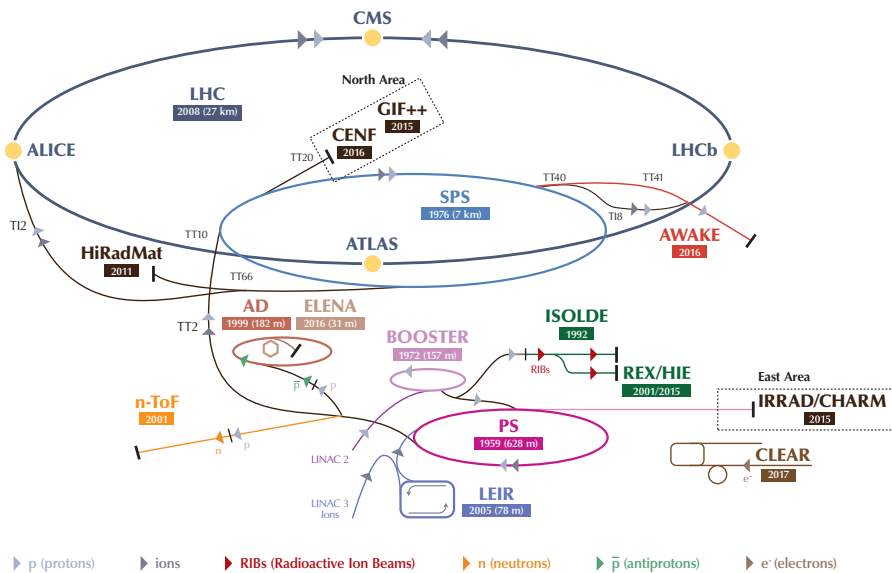 CMS
North Area
LHC
2008 (27 km)
GIF++
2015
CENF
2016
ALICE
LHCb
TT20
TT40
TT41
SPS
1976 (7 km)
TI8
TI2
TT10
AWAKE
2016
ATLAS
HiRadMat
2011
TT66
AD
1999 (182 m)
ELENA
2016 (31 m)
ISOLDE
1992
TT2
BOOSTER
1972 (157 m)
RIBs
REX/HIE
2001/2015
East Area
p̅
p
n-ToF
2001
IRRAD/CHARM
2015
PS
1959 (628 m)
n
p
LINAC 2
CLEAR
2017
e-
LINAC 3
Ions
LEIR
2005 (78 m)
p (protons)
ions
RIBs (Radioactive Ion Beams)
n (neutrons)
p̅ (antiprotons)
e- (electrons)